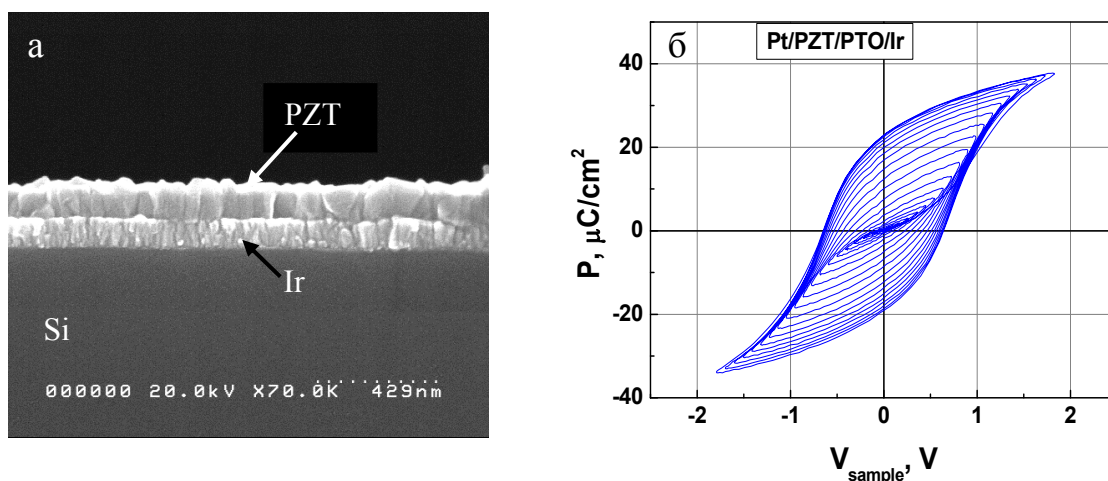 а
PZT
Ir
Si
000000 20.0kV X70.0K 429nm
б
Pt/PZT/PTO/Ir
P, μC/cm²
40
20
0
-20
-40
-2 -1 0 1 2
V_sample, V